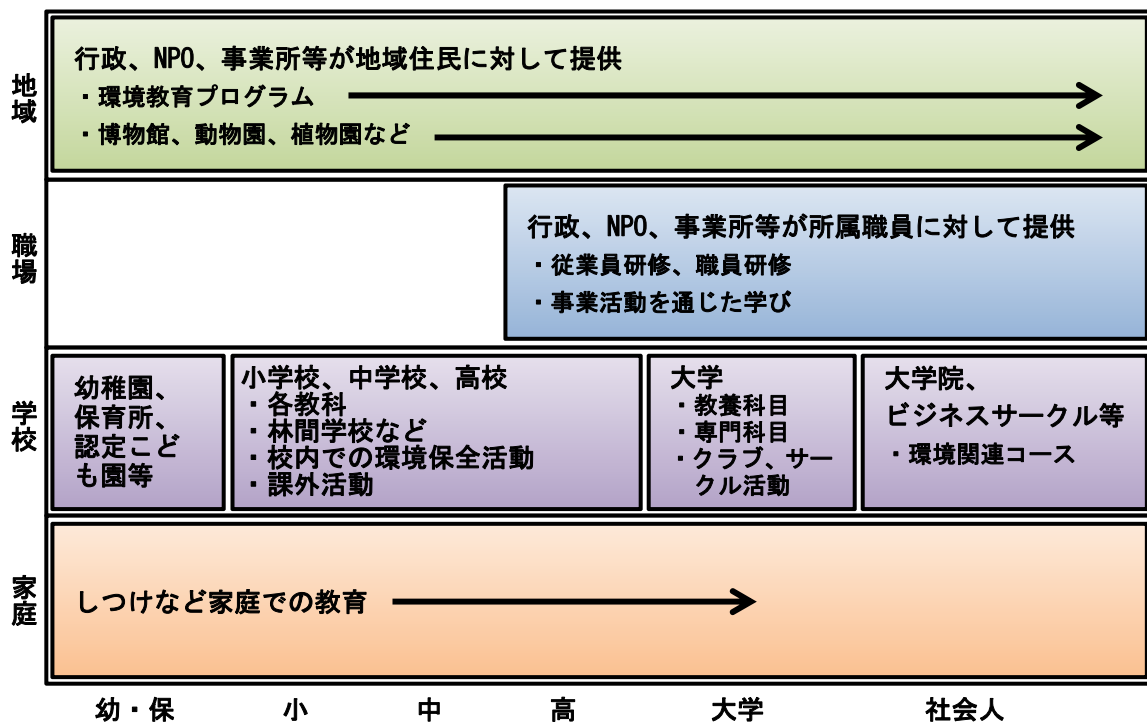 地域
行政、NPO、事業所等が地域住民に対して提供
・環境教育プログラム
・博物館、動物園、植物園など
職場
行政、NPO、事業所等が所属職員に対して提供
・従業員研修、職員研修
・事業活動を通じた学び
学校
幼稚園、
保育所、
認定こど
も園等
小学校、中学校、高校
・各教科
・林間学校など
・校内での環境保全活動
・課外活動
大学
・教養科目
・専門科目
・クラブ、サー
クル活動
大学院、
ビジネスサークル等
・環境関連コース
家庭
しつけなど家庭での教育
幼・保 小 中 高 大学 社会人